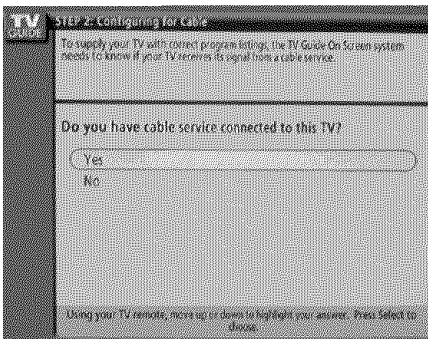 TV
GUIDE
STEP 2: Configuring for Cable
To supply your TV with correct program listings, the TV Guide On Screen system
needs to know if your TV receives its signal from a cable service.
Do you have cable service connected to this TV?
Yes
No
Using your TV remote, move up or down to highlight your answer. Press Select to
choose.